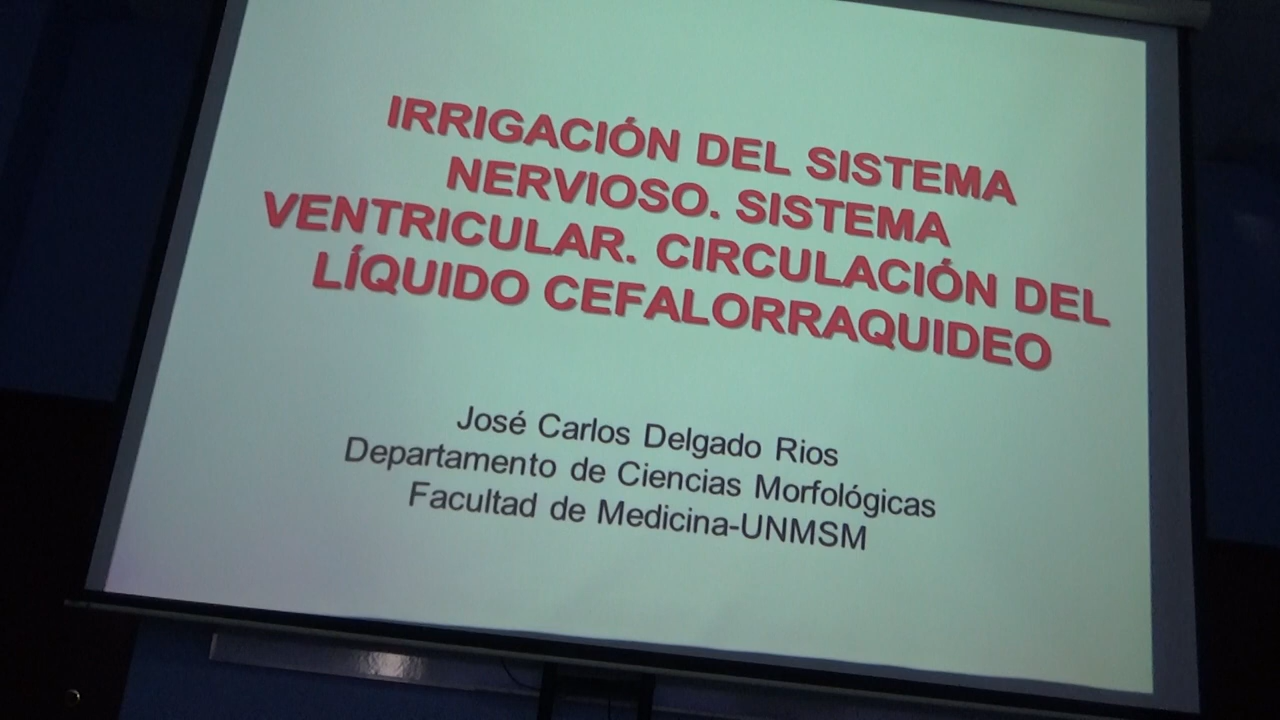 IRRIGACIÓN DEL SISTEMA
NERVIOSO. SISTEMA
VENTRICULAR. CIRCULACIÓN DEL
LÍQUIDO CEFALORRAQUIDEO
José Carlos Delgado Rios
Departamento de Ciencias Morfológicas
Facultad de Medicina-UNMSM